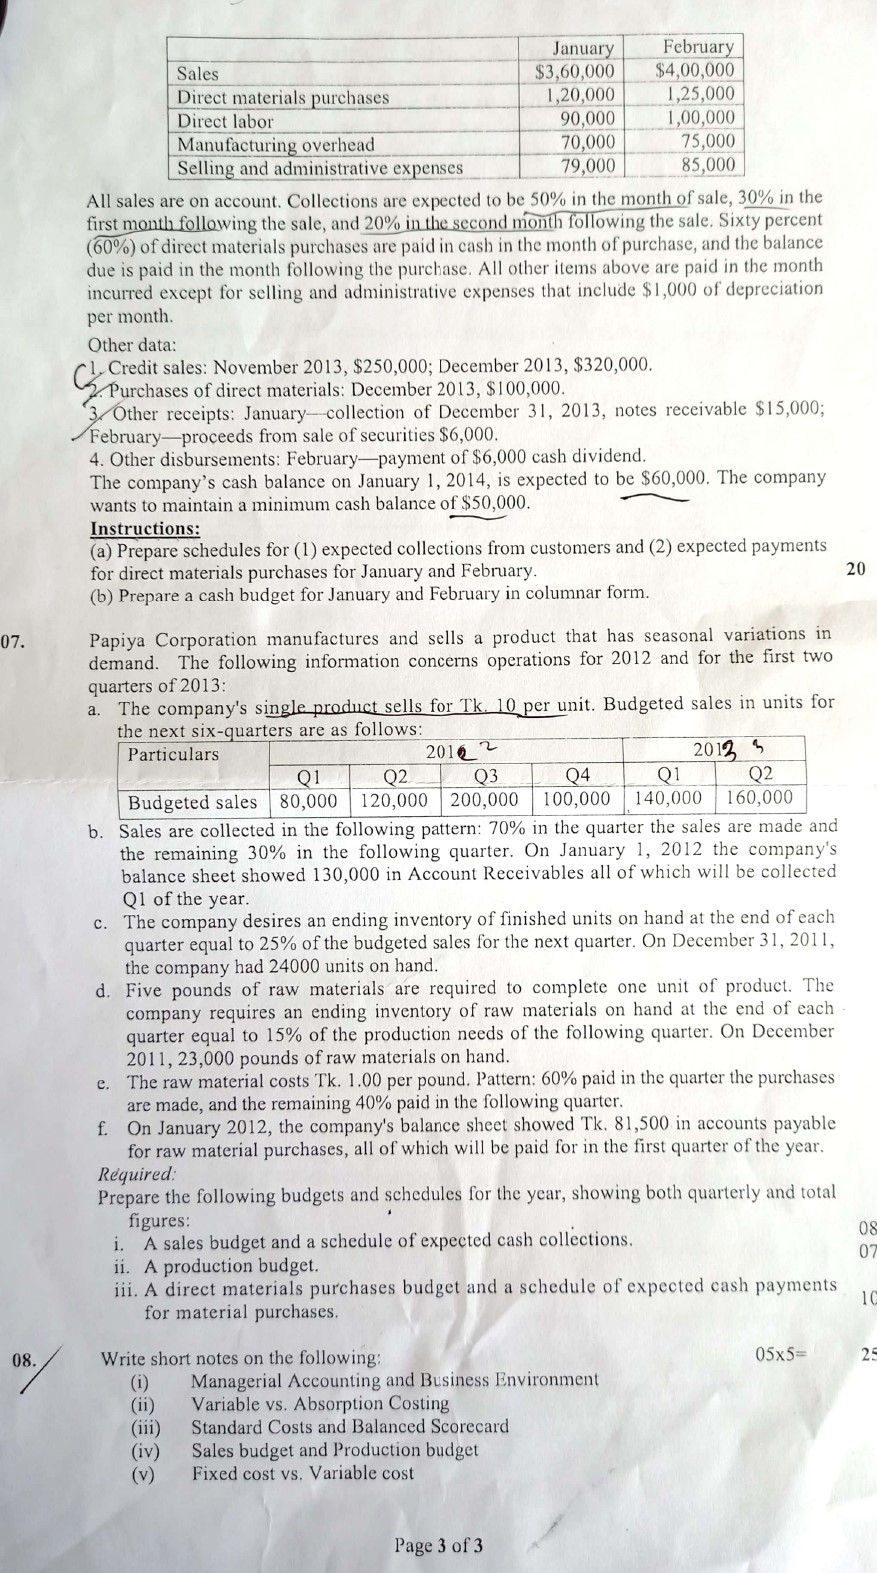 January February
Sales $3,60,000 $4,00,000
Direct materials purchases 1,20,000 1,25,000
Direct labor 90,000 1,00,000
Manufacturing overhead 70,000 75,000
Selling and administrative expenses 79,000 85,000
All sales are on account. Collections are expected to be 50% in the month of sale, 30% in the
first month following the sale, and 20% in the second month following the sale. Sixty percent
(60%) of direct materials purchases are paid in cash in the month of purchase, and the balance
due is paid in the month following the purchase. All other items above are paid in the month
incurred except for selling and administrative expenses that include $1,000 of depreciation
per month.
Other data:
1. Credit sales: November 2013, $250,000; December 2013, $320,000.
2. Purchases of direct materials: December 2013, $100,000.
3. Other receipts: January—collection of December 31, 2013, notes receivable $15,000;
February—proceeds from sale of securities $6,000.
4. Other disbursements: February—payment of $6,000 cash dividend.
The company's cash balance on January 1, 2014, is expected to be $60,000. The company
wants to maintain a minimum cash balance of $50,000.
Instructions:
(a) Prepare schedules for (1) expected collections from customers and (2) expected payments
for direct materials purchases for January and February. 20
(b) Prepare a cash budget for January and February in columnar form.
07. Papiya Corporation manufactures and sells a product that has seasonal variations in
demand. The following information concerns operations for 2012 and for the first two
quarters of 2013:
a. The company's single product sells for Tk. 10 per unit. Budgeted sales in units for
the next six-quarters are as follows:
Particulars 201 2 201 3
Q1 Q2 Q3 Q4 Q1 Q2
Budgeted sales 80,000 120,000 200,000 100,000 140,000 160,000
b. Sales are collected in the following pattern: 70% in the quarter the sales are made and
the remaining 30% in the following quarter. On January 1, 2012 the company's
balance sheet showed 130,000 in Account Receivables all of which will be collected
Q1 of the year.
c. The company desires an ending inventory of finished units on hand at the end of each
quarter equal to 25% of the budgeted sales for the next quarter. On December 31, 2011,
the company had 24000 units on hand.
d. Five pounds of raw materials are required to complete one unit of product. The
company requires an ending inventory of raw materials on hand at the end of each
quarter equal to 15% of the production needs of the following quarter. On December
2011, 23,000 pounds of raw materials on hand.
e. The raw material costs Tk. 1.00 per pound. Pattern: 60% paid in the quarter the purchases
are made, and the remaining 40% paid in the following quarter.
f. On January 2012, the company's balance sheet showed Tk. 81,500 in accounts payable
for raw material purchases, all of which will be paid for in the first quarter of the year.
Required:
Prepare the following budgets and schedules for the year, showing both quarterly and total
figures:
i. A sales budget and a schedule of expected cash collections. 08
ii. A production budget. 07
iii. A direct materials purchases budget and a schedule of expected cash payments
for material purchases. 10
08. Write short notes on the following: 05x5= 25
(i) Managerial Accounting and Business Environment
(ii) Variable vs. Absorption Costing
(iii) Standard Costs and Balanced Scorecard
(iv) Sales budget and Production budget
(v) Fixed cost vs. Variable cost
Page 3 of 3